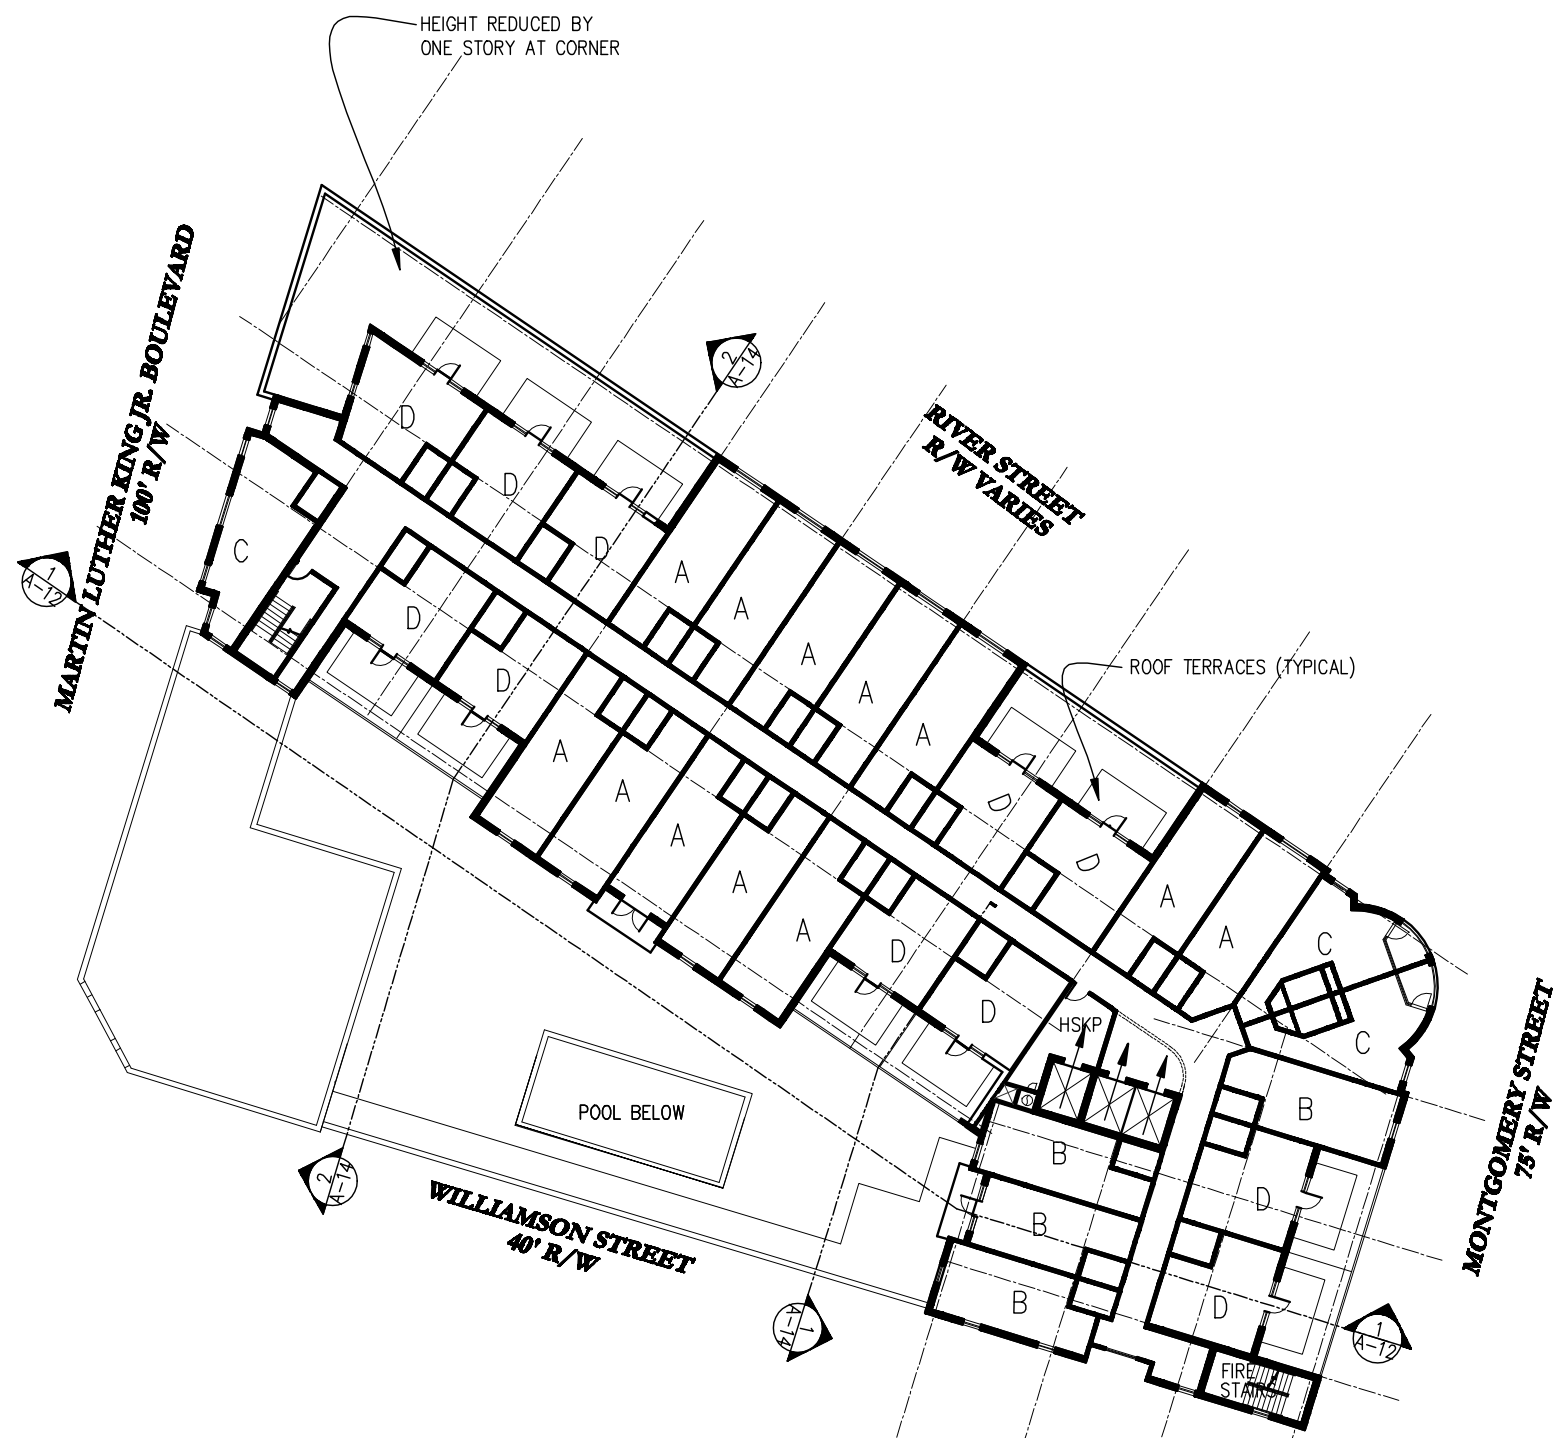 HEIGHT REDUCED BY
ONE STORY AT CORNER
MARTIN LUTHER KING JR. BOULEVARD
100' R/W
2
A-14
RIVER STREET
R/W VARIES
D
D
D
C
A
A
A
A
A
1
A-12
D
D
ROOF TERRACES (TYPICAL)
A
A
A
A
A
D
D
A
A
D
D
C
C
HSKP
MONTGOMERY STREET
75' R/W
POOL BELOW
B
B
B
B
D
D
2
A-14
WILLIAMSON STREET
40' R/W
1
A-14
1
A-12
FIRE
STAIRS